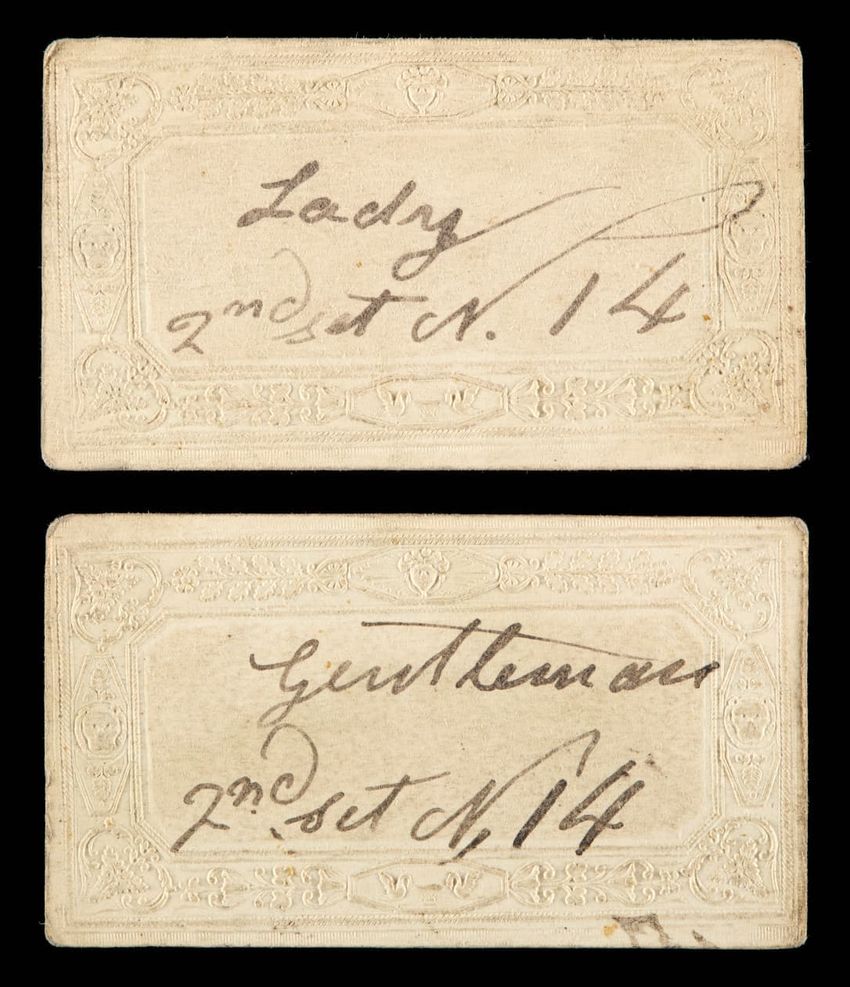 Lady
2nd set N. 14
Gentleman
2nd. set N, 14